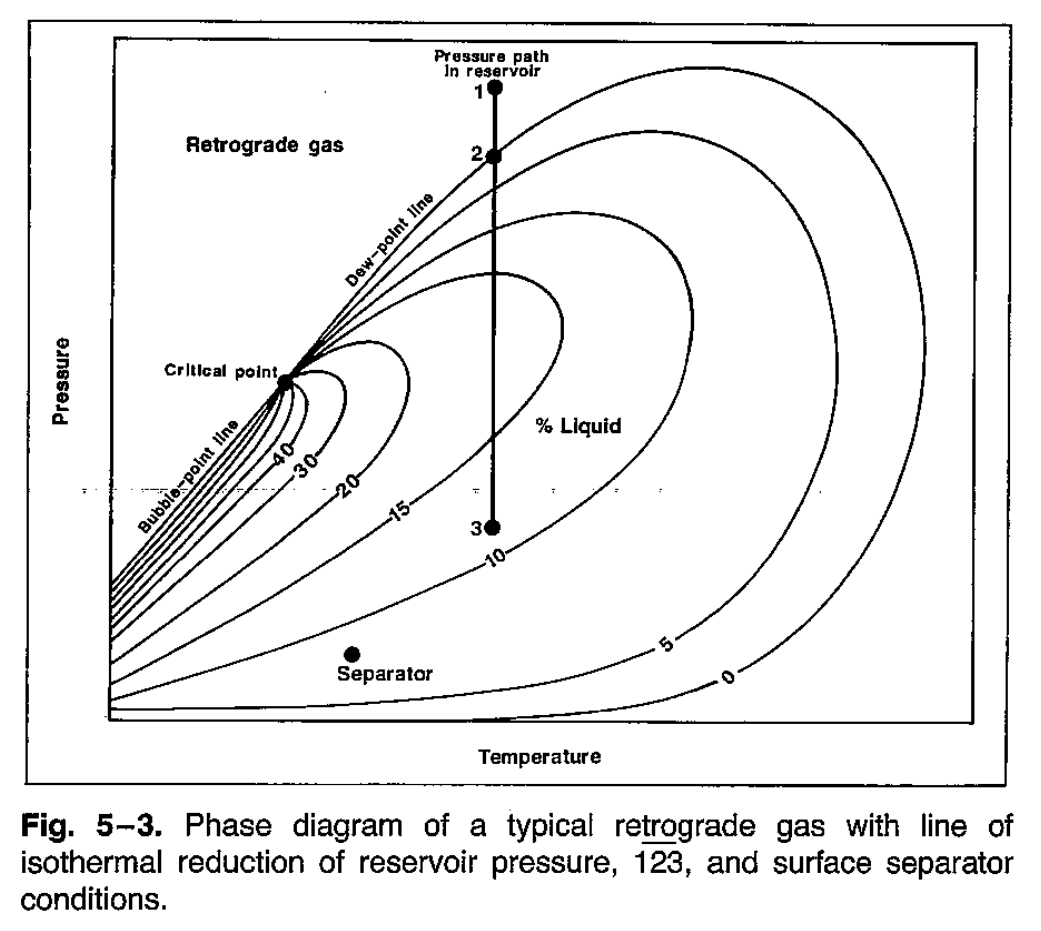 Pressure path
in reservoir
1
Retrograde gas
2
Dew-point line
Critical point
Pressure
% Liquid
Bubble-point line
40
30
20
15
3
10
5
Separator
0
Temperature
Fig. 5–3. Phase diagram of a typical retrograde gas with line of
isothermal reduction of reservoir pressure, 123, and surface separator
conditions.